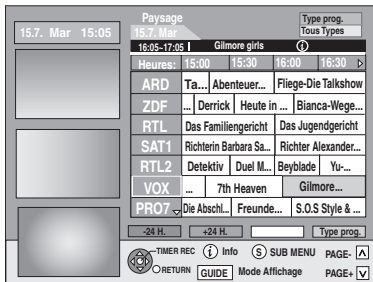 Paysage
Type prog.
15.7. Mar 15:05
15.7. Mar
Tous Types
16:05-17:05 Gilmore girls i
Heures: 15:00 15:30 16:00 16:30
ARD Ta... Abenteuer... Fliege-Die Talkshow
ZDF ... Derrick Heute in ... Bianca-Wege...
RTL Das Familiengericht Das Jugendgericht
SAT1 Richterin Barbara Sa... Richter Alexander...
RTL2 Detektiv Duel M... Beyblade Yu-...
VOX ... 7th Heaven Gilmore...
PRO7 Die Abschl... Freunde... S.O.S Style & ...
-24 H. +24 H. Type prog.
TIMER REC i Info S SUB MENU PAGE-
RETURN GUIDE Mode Affichage PAGE+